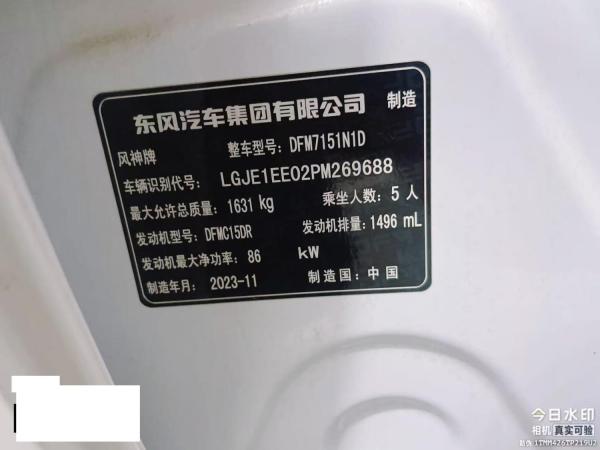 东风汽车集团有限公司 制造
风神牌 整车型号: DFM7151N1D
车辆识别代号: LGJE1EE02PM269688
最大允许总质量: 1631 kg 乘坐人数: 5 人
发动机型号: DFMC15DR 发动机排量: 1496 mL
发动机最大净功率: 86 kW
制造年月: 2023-11 制造国: 中国
今日水印
相机 真实可验